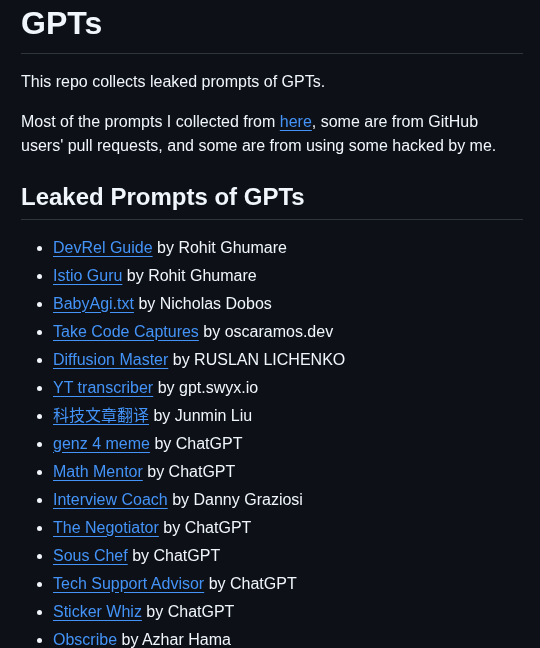 GPTs
This repo collects leaked prompts of GPTs.
Most of the prompts I collected from here, some are from GitHub
users' pull requests, and some are from using some hacked by me.
Leaked Prompts of GPTs
DevRel Guide by Rohit Ghumare
Istio Guru by Rohit Ghumare
BabyAgi.txt by Nicholas Dobos
Take Code Captures by oscaramos.dev
Diffusion Master by RUSLAN LICHENKO
YT transcriber by gpt.swyx.io
科技文章翻译 by Junmin Liu
genz 4 meme by ChatGPT
Math Mentor by ChatGPT
Interview Coach by Danny Graziosi
The Negotiator by ChatGPT
Sous Chef by ChatGPT
Tech Support Advisor by ChatGPT
Sticker Whiz by ChatGPT
Obscribe by Azhar Hama